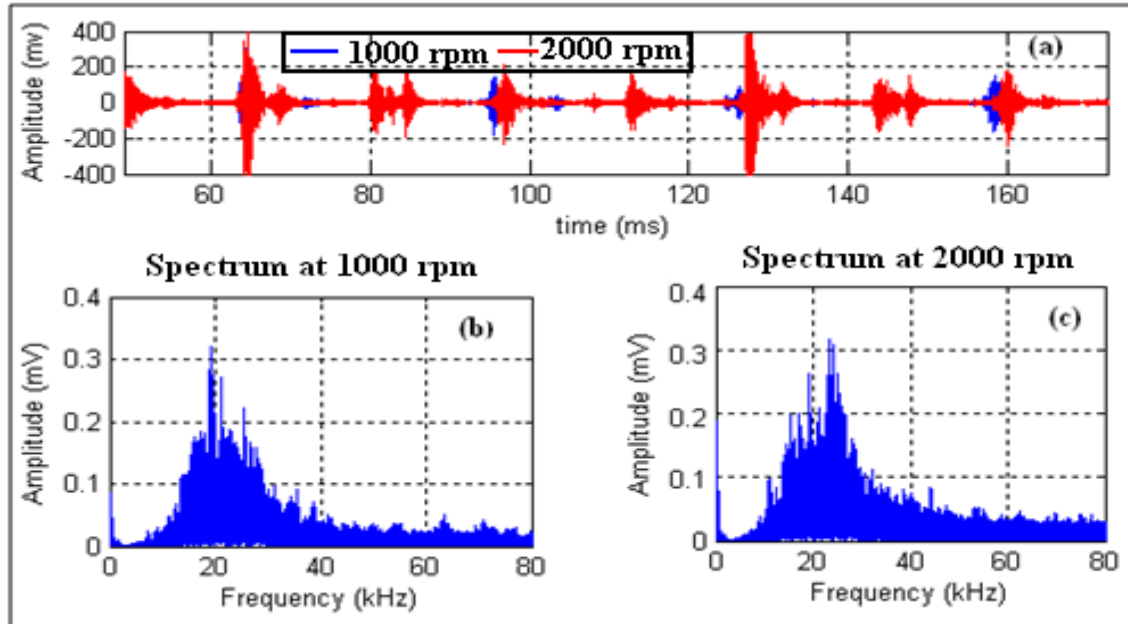 Amplitude (mv)
400
200
0
-200
-400
1000 rpm 2000 rpm
(a)
60 80 100 120 140 160
time (ms)
Spectrum at 1000 rpm
Amplitude (mV)
0.4
0.3
0.2
0.1
0
(b)
0 20 40 60 80
Frequency (kHz)
Spectrum at 2000 rpm
Amplitude (mV)
0.4
0.3
0.2
0.1
0
(c)
0 20 40 60 80
Frequency (kHz)